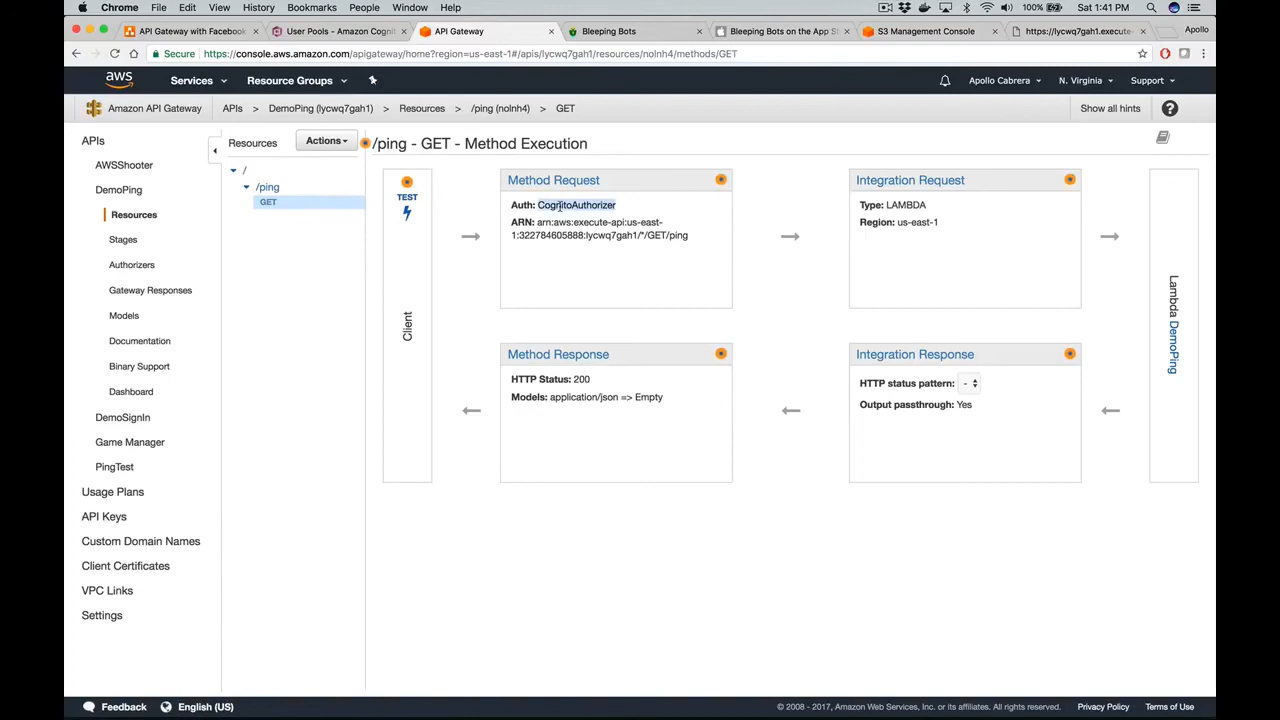 Chrome File Edit View History Bookmarks People Window Help 100% Sat 1:41 PM
API Gateway with Facebook × User Pools - Amazon Cogni × API Gateway × Bleeping Bots × Bleeping Bots on the App S × S3 Management Console × https://lycwq7gah1.execute- × Apollo
Secure https://console.aws.amazon.com/apigateway/home?region=us-east-1#/apis/lycwq7gah1/resources/nolnh4/methods/GET
aws Services Resource Groups Apollo Cabrera N. Virginia Support
Amazon API Gateway APIs > DemoPing (lycwq7gah1) > Resources > /ping (nolnh4) > GET Show all hints ?
APIs
AWSShooter
DemoPing
Resources
Stages
Authorizers
Gateway Responses
Models
Documentation
Binary Support
Dashboard
DemoSignIn
Game Manager
PingTest
Usage Plans
API Keys
Custom Domain Names
Client Certificates
VPC Links
Settings
Resources Actions
/
/ping
GET
/ping - GET - Method Execution
TEST
Client
Method Request
Auth: CognitoAuthorizer
ARN: arn:aws:execute-api:us-east-
1:322784605888:lycwq7gah1/*/GET/ping
Integration Request
Type: LAMBDA
Region: us-east-1
Lambda DemoPing
Method Response
HTTP Status: 200
Models: application/json => Empty
Integration Response
HTTP status pattern: -
Output passthrough: Yes
Feedback English (US) © 2008 - 2017, Amazon Web Services, Inc. or its affiliates. All rights reserved. Privacy Policy Terms of Use